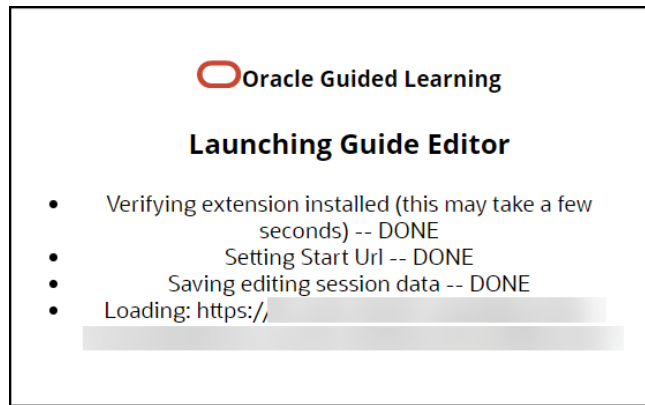 Oracle Guided Learning
Launching Guide Editor
• Verifying extension installed (this may take a few
seconds) -- DONE
• Setting Start Url -- DONE
• Saving editing session data -- DONE
• Loading: https://